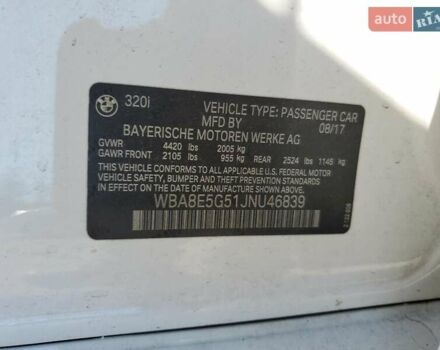 AUTO
RIA
BMW
320i
VEHICLE TYPE: PASSENGER CAR
MFD BY 08/17
BAYERISCHE MOTOREN WERKE AG
GVWR 4420 lbs 2005 kg
GAWR FRONT 2105 lbs 955 kg REAR 2524 lbs 1145 kg
THIS VEHICLE CONFORMS TO ALL APPLICABLE U.S. FEDERAL MOTOR
VEHICLE SAFETY, BUMPER AND THEFT PREVENTION STANDARDS
IN EFFECT ON THE DATE OF MANUFACTURE SHOWN ABOVE.
WBA8E5G51JNU46839